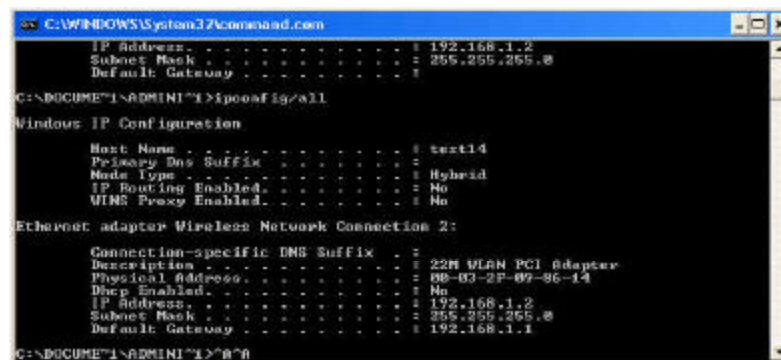 C:\WINDOWS\System32\command.com
IP Address. . . . . . . . . . . . : 192.168.1.2
Subnet Mask . . . . . . . . . . . : 255.255.255.0
Default Gateway . . . . . . . . . :
C:\DOCUME~1\ADMINI~1>ipconfig/all
Windows IP Configuration
Host Name . . . . . . . . . . . . : test14
Primary Dns Suffix  . . . . . . . :
Node Type . . . . . . . . . . . . : Hybrid
IP Routing Enabled. . . . . . . . : No
WINS Proxy Enabled. . . . . . . . : No
Ethernet adapter Wireless Network Connection 2:
Connection-specific DNS Suffix  . :
Description . . . . . . . . . . . : 22M WLAN PCI Adapter
Physical Address. . . . . . . . . : 00-03-2F-09-86-14
Dhcp Enabled. . . . . . . . . . . : No
IP Address. . . . . . . . . . . . : 192.168.1.2
Subnet Mask . . . . . . . . . . . : 255.255.255.0
Default Gateway . . . . . . . . . : 192.168.1.1
C:\DOCUME~1\ADMINI~1>^A^A